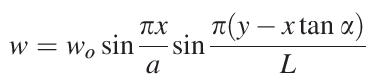 w = w_o sin πx/a sin π(y − x tan α)/L